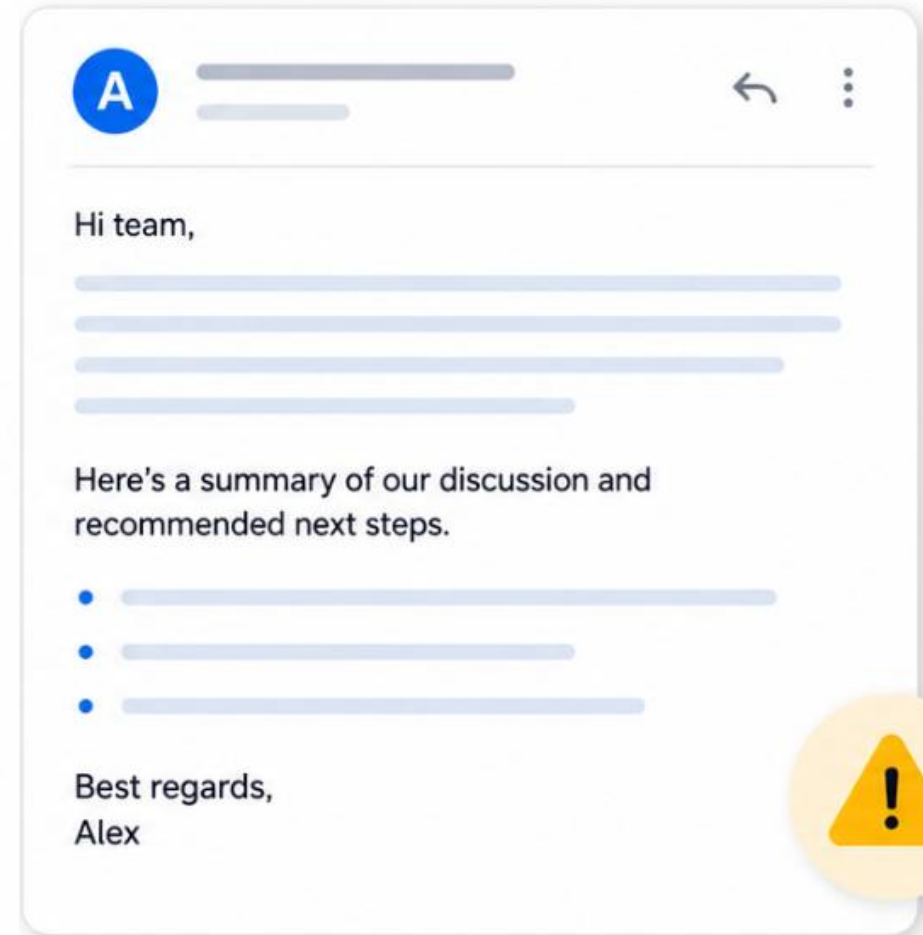 A
Hi team,
Here's a summary of our discussion and
recommended next steps.
Best regards,
Alex
!